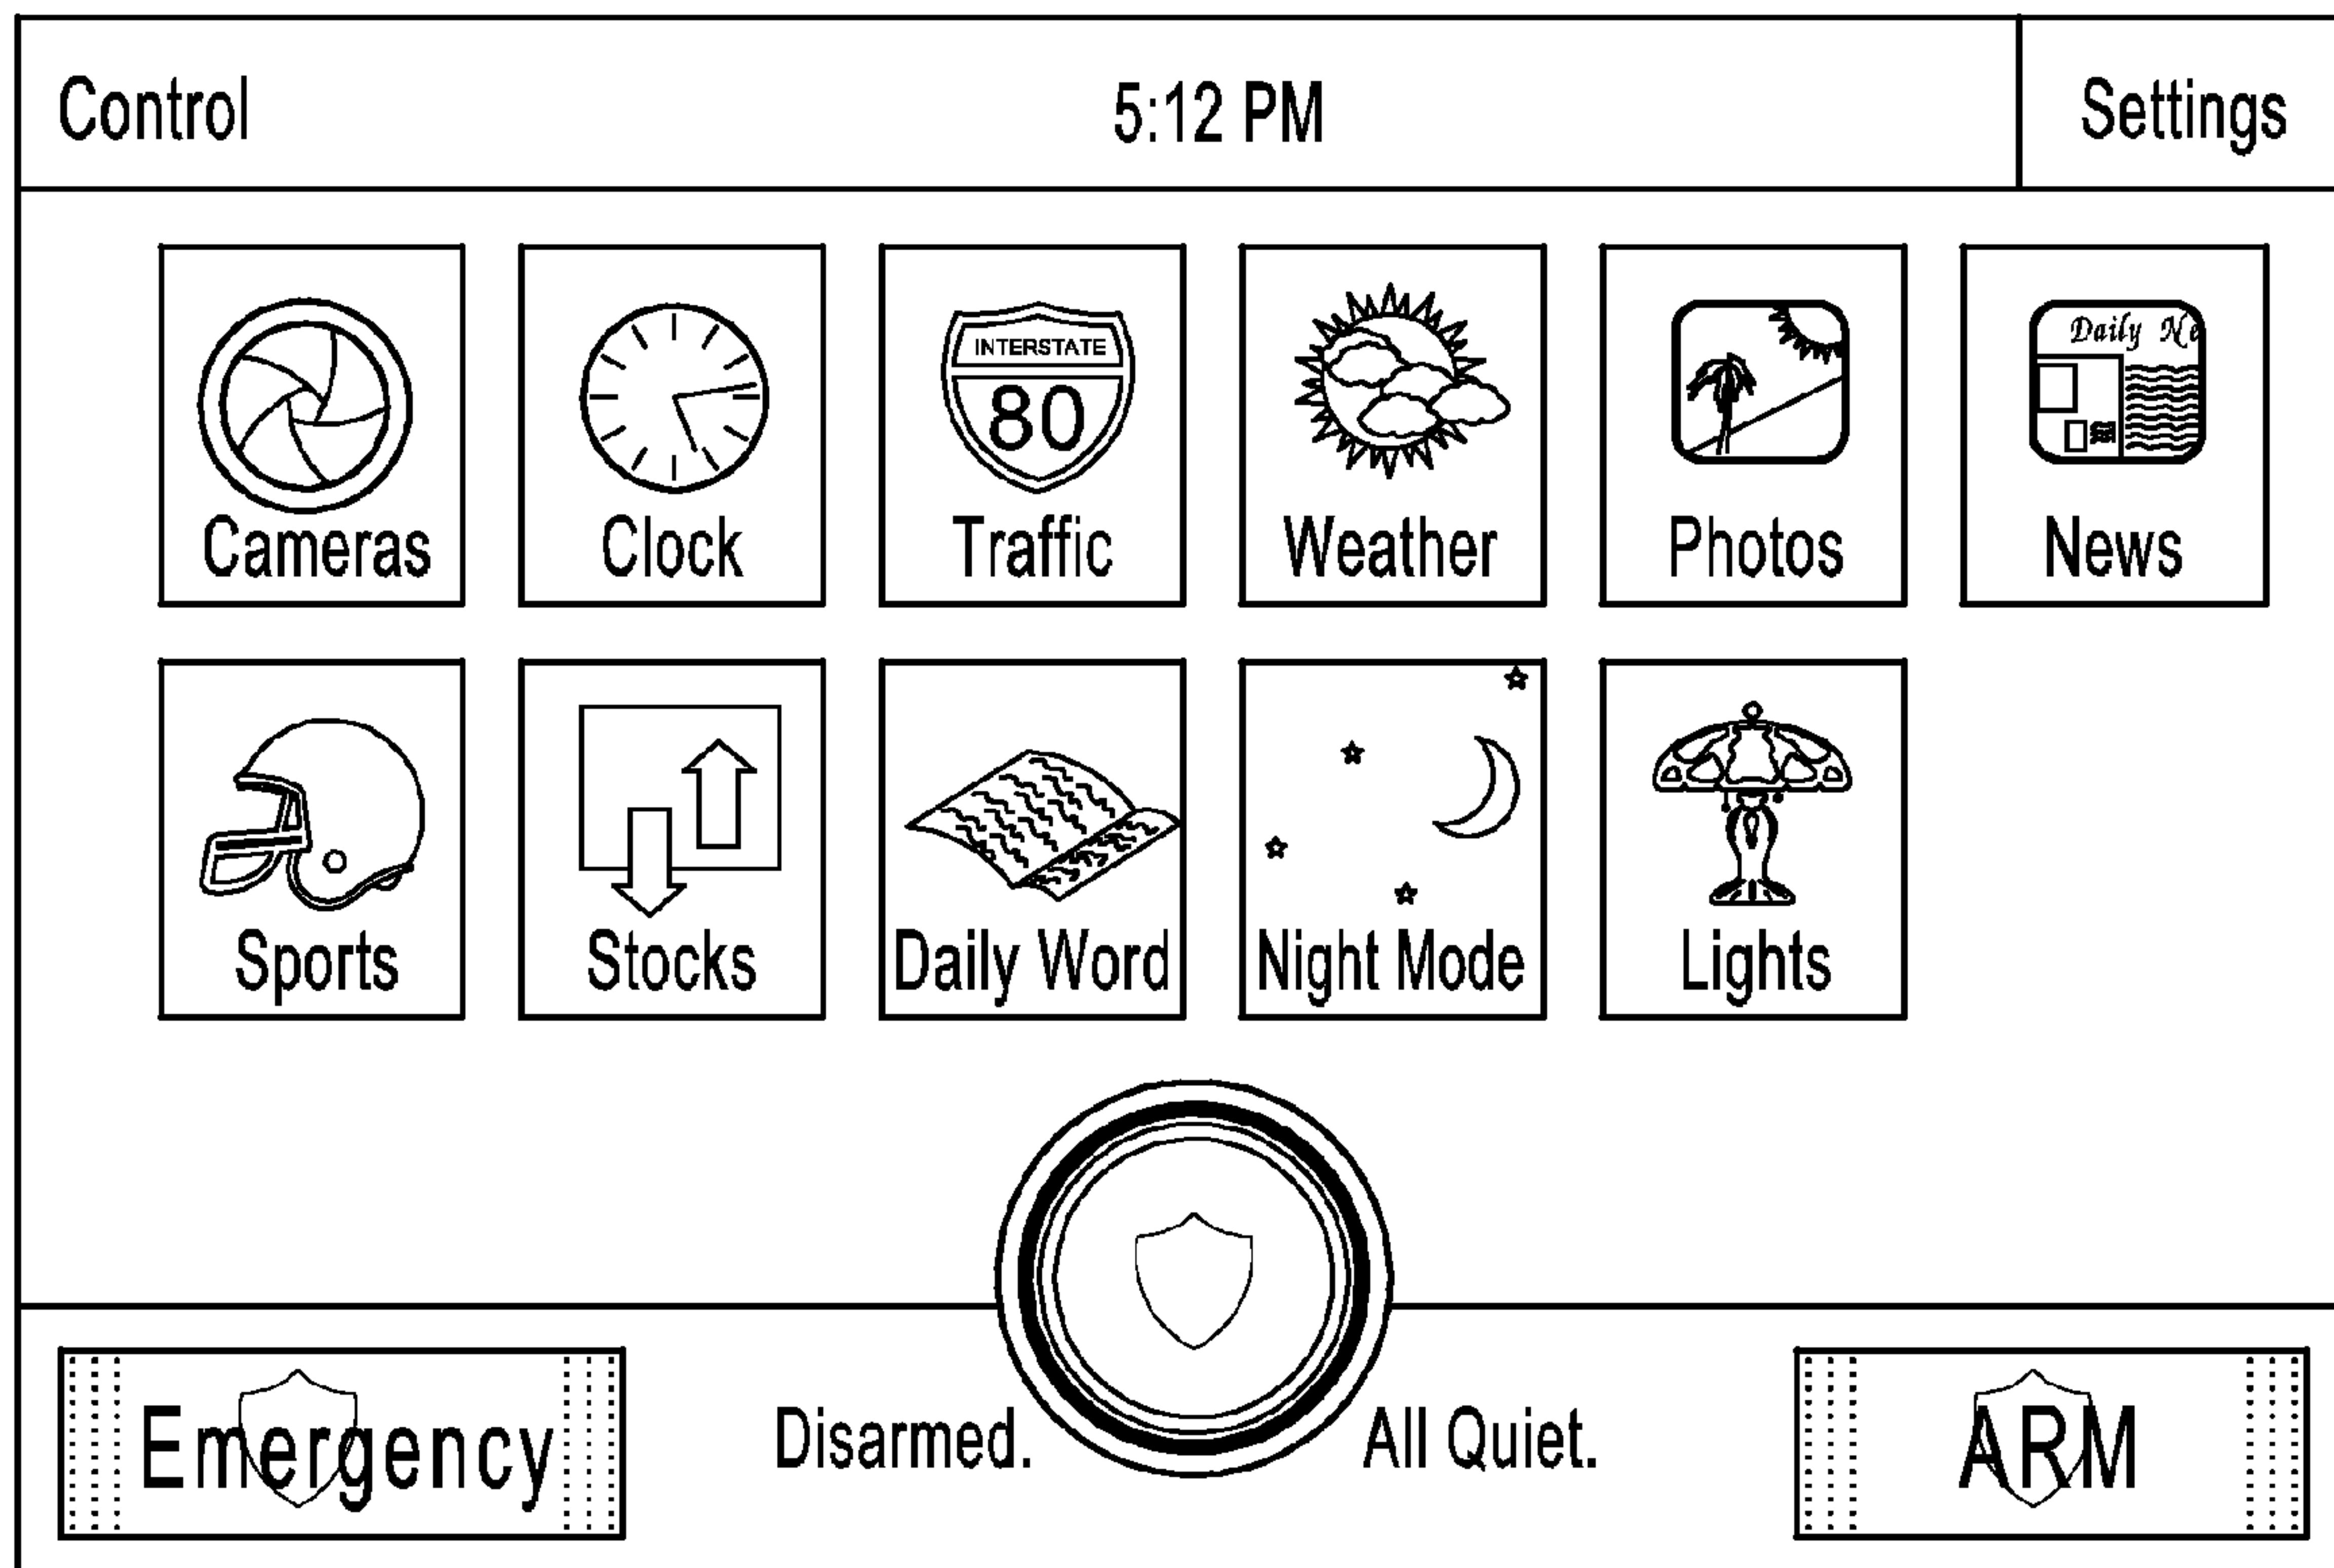 Control 5:12 PM Settings
INTERSTATE
80
Daily Ne
Cameras Clock Traffic Weather Photos News
Sports Stocks Daily Word Night Mode Lights
Emergency Disarmed. All Quiet. ARM